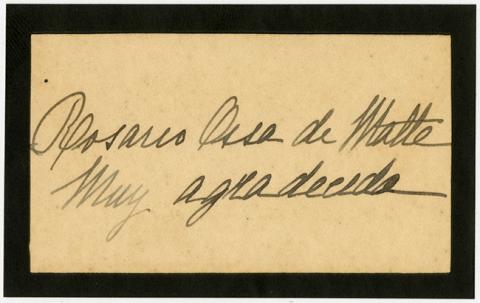 Rosario Ossa de Matte
Muy agradecida